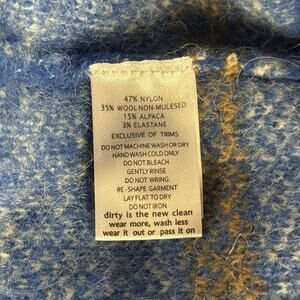 47% NYLON
35% WOOL NON-MULESED
15% ALPACA
3% ELASTANE
EXCLUSIVE OF TRIMS
DO NOT MACHINE WASH OR DRY
HAND WASH COLD ONLY
DO NOT BLEACH
GENTLY RINSE
DO NOT WRING
RE-SHAPE GARMENT
LAY FLAT TO DRY
DO NOT IRON
dirty is the new clean
wear more, wash less
wear it out or pass it on